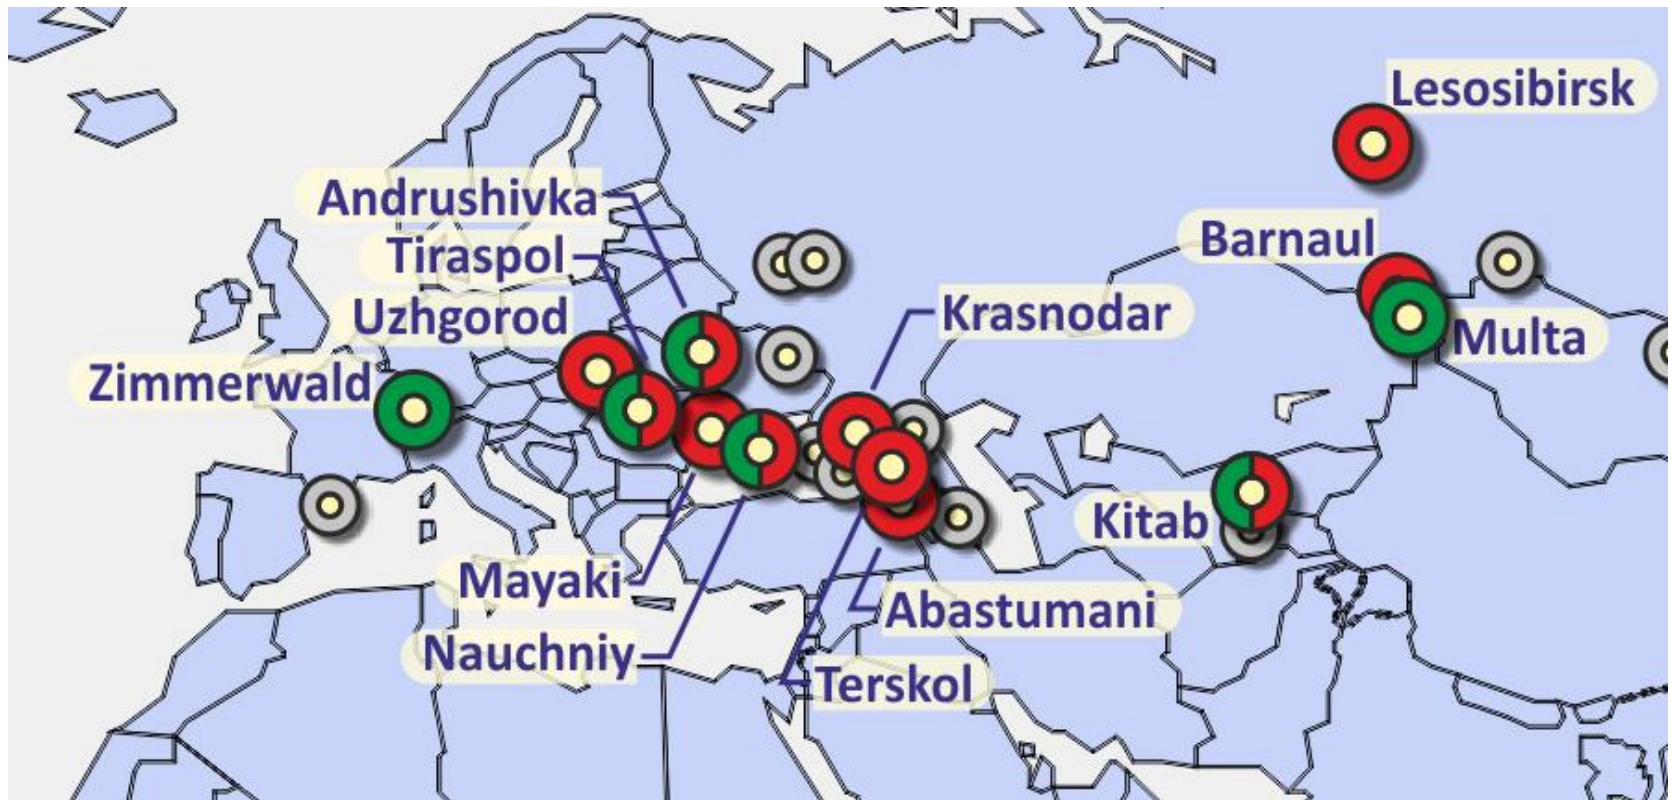 Lesosibirsk
Andrushivka
Barnaul
Tiraspol
Krasnodar
Uzhgorod
Multa
Zimmerwald
Kitab
Mayaki
Abastumani
Nauchniy
Terskol